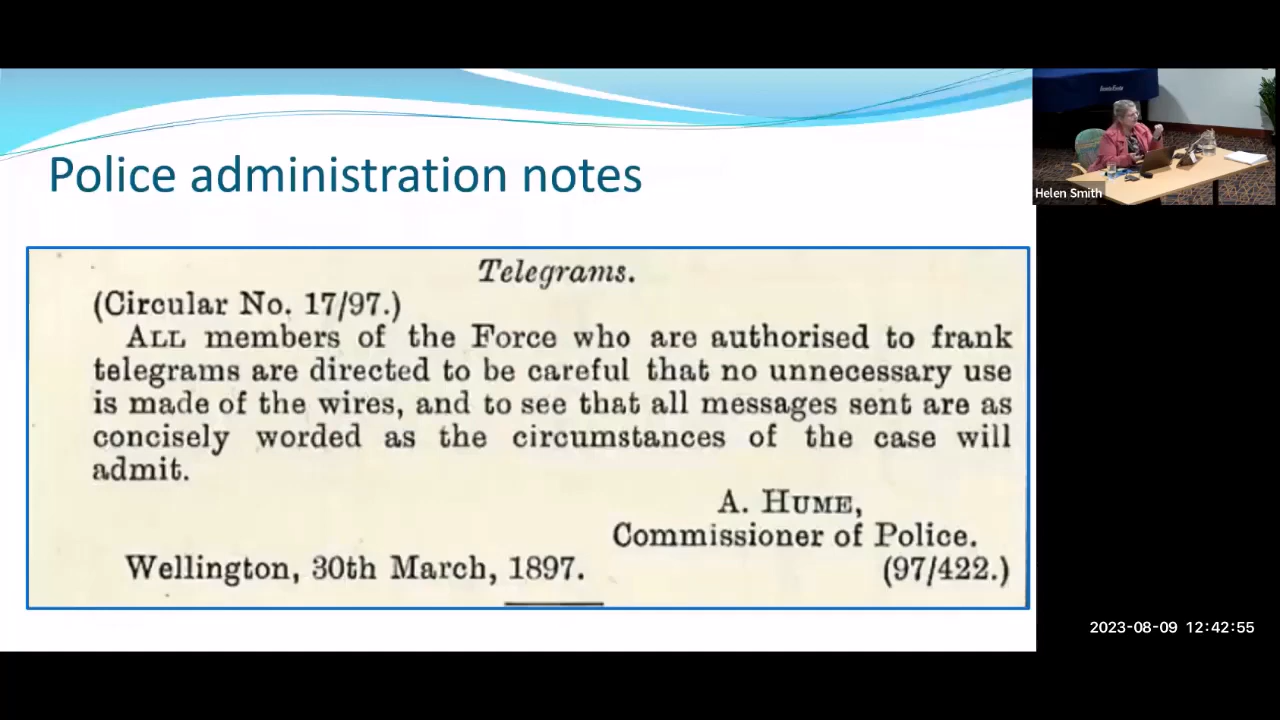 Police administration notes
Telegrams.
(Circular No. 17/97.)
ALL members of the Force who are authorised to frank
telegrams are directed to be careful that no unnecessary use
is made of the wires, and to see that all messages sent are as
concisely worded as the circumstances of the case will
admit.
A. HUME,
Commissioner of Police.
Wellington, 30th March, 1897. (97/422.)
Helen Smith
2023-08-09 12:42:55